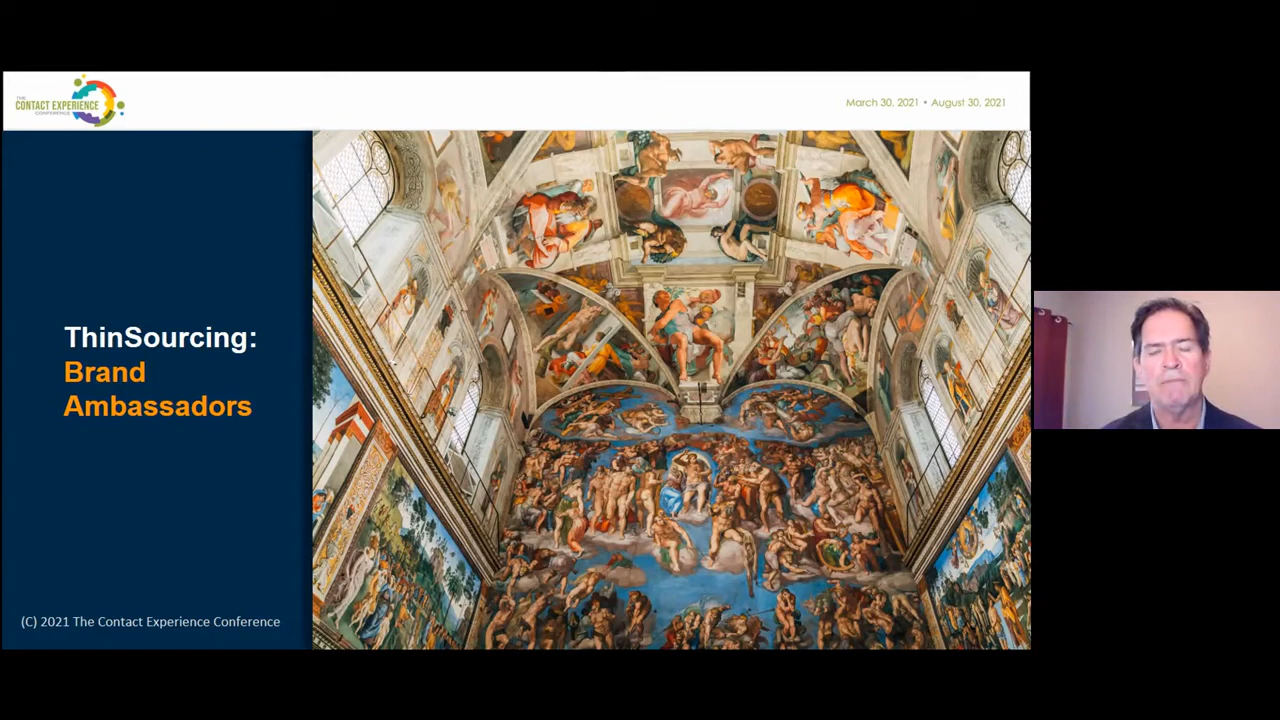 THE
CONTACT EXPERIENCE
CONFERENCE
March 30, 2021 • August 30, 2021
ThinSourcing:
Brand
Ambassadors
(C) 2021 The Contact Experience Conference